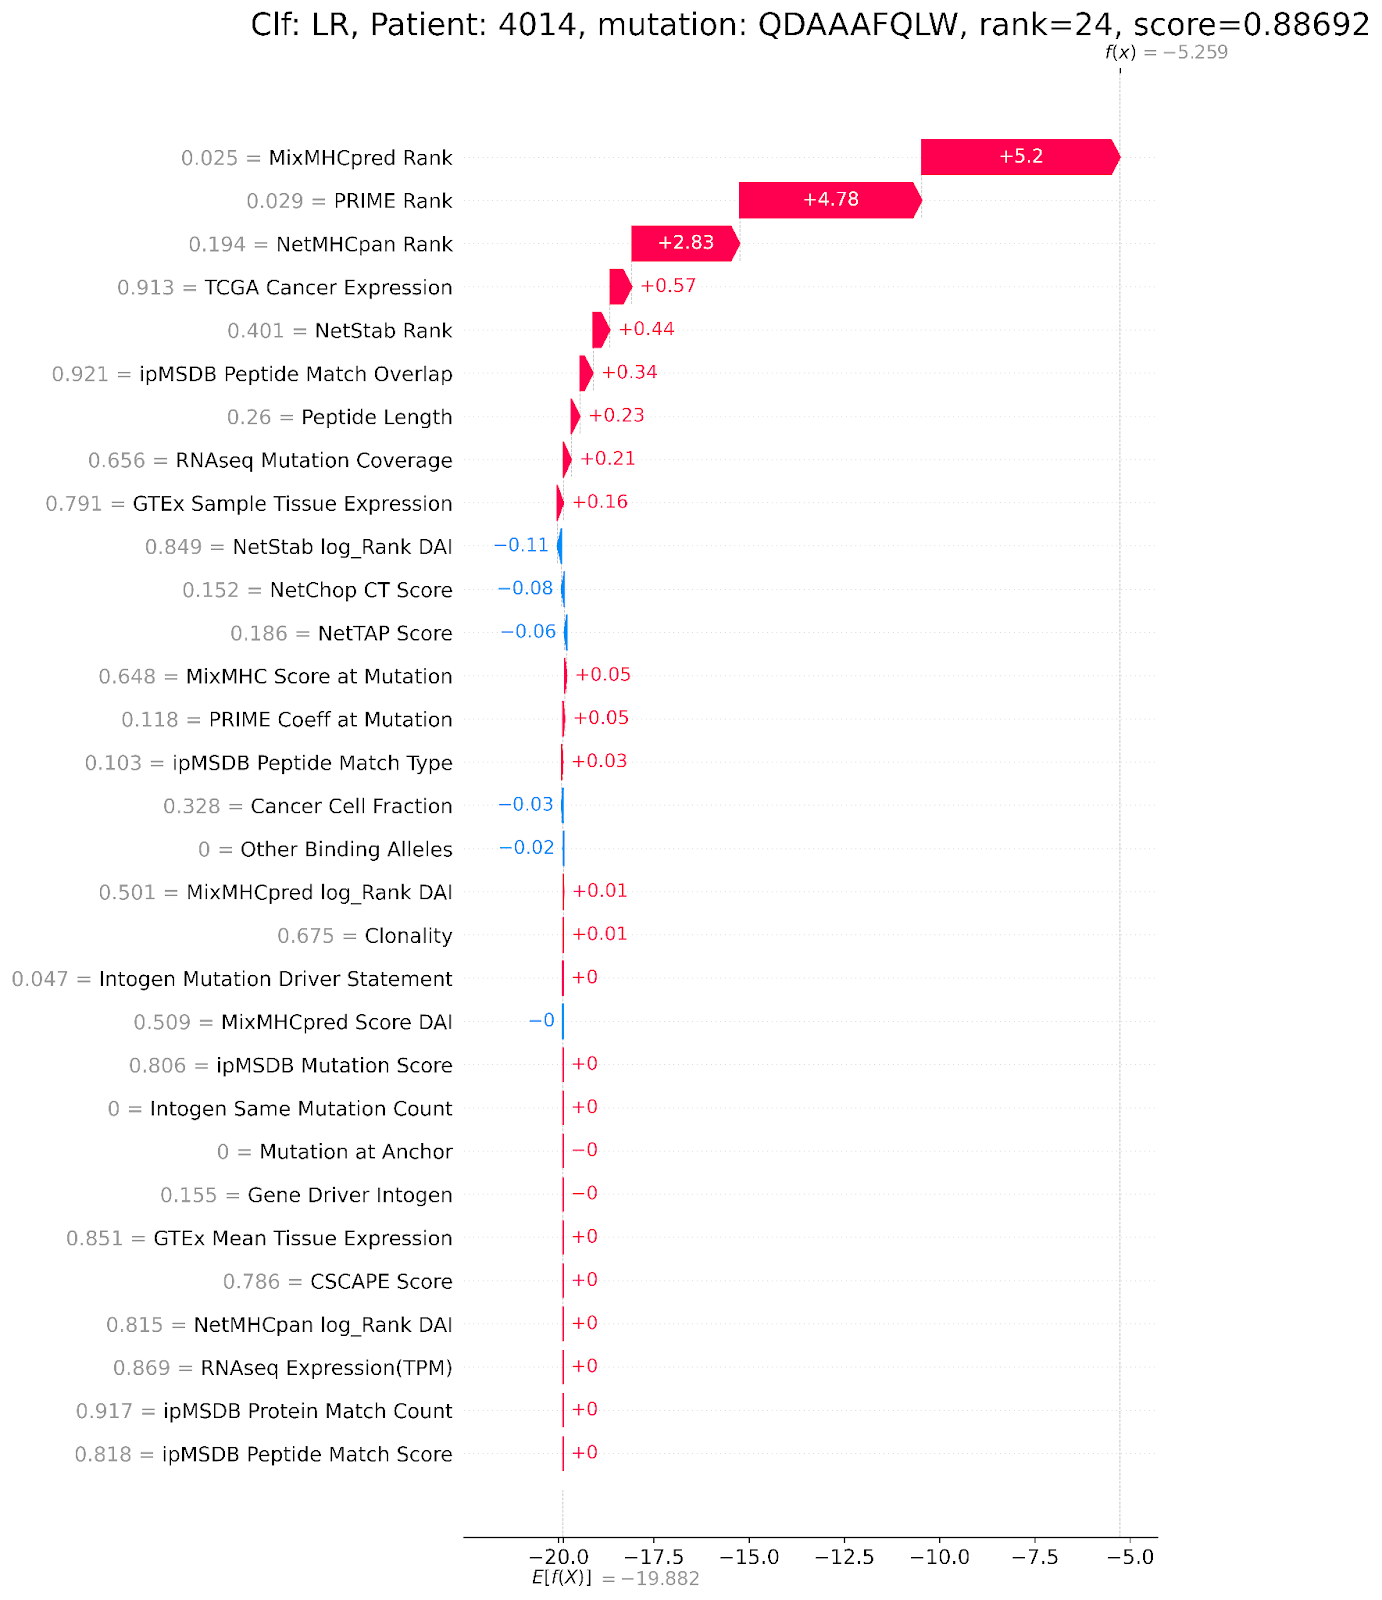 Clf: LR, Patient: 4014, mutation: QDAAAFQLW, rank=24, score=0.88692
f(x) = −5.259
0.025 = MixMHCpred Rank +5.2
0.029 = PRIME Rank +4.78
0.194 = NetMHCpan Rank +2.83
0.913 = TCGA Cancer Expression +0.57
0.401 = NetStab Rank +0.44
0.921 = ipMSDB Peptide Match Overlap +0.34
0.26 = Peptide Length +0.23
0.656 = RNAseq Mutation Coverage +0.21
0.791 = GTEx Sample Tissue Expression +0.16
0.849 = NetStab log_Rank DAI −0.11
0.152 = NetChop CT Score −0.08
0.186 = NetTAP Score −0.06
0.648 = MixMHC Score at Mutation +0.05
0.118 = PRIME Coeff at Mutation +0.05
0.103 = ipMSDB Peptide Match Type +0.03
0.328 = Cancer Cell Fraction −0.03
0 = Other Binding Alleles −0.02
0.501 = MixMHCpred log_Rank DAI +0.01
0.675 = Clonality +0.01
0.047 = Intogen Mutation Driver Statement +0
0.509 = MixMHCpred Score DAI −0
0.806 = ipMSDB Mutation Score +0
0 = Intogen Same Mutation Count +0
0 = Mutation at Anchor −0
0.155 = Gene Driver Intogen −0
0.851 = GTEx Mean Tissue Expression +0
0.786 = CSCAPE Score +0
0.815 = NetMHCpan log_Rank DAI +0
0.869 = RNAseq Expression(TPM) +0
0.917 = ipMSDB Protein Match Count +0
0.818 = ipMSDB Peptide Match Score +0
−20.0 −17.5 −15.0 −12.5 −10.0 −7.5 −5.0
E[f(X)] = −19.882